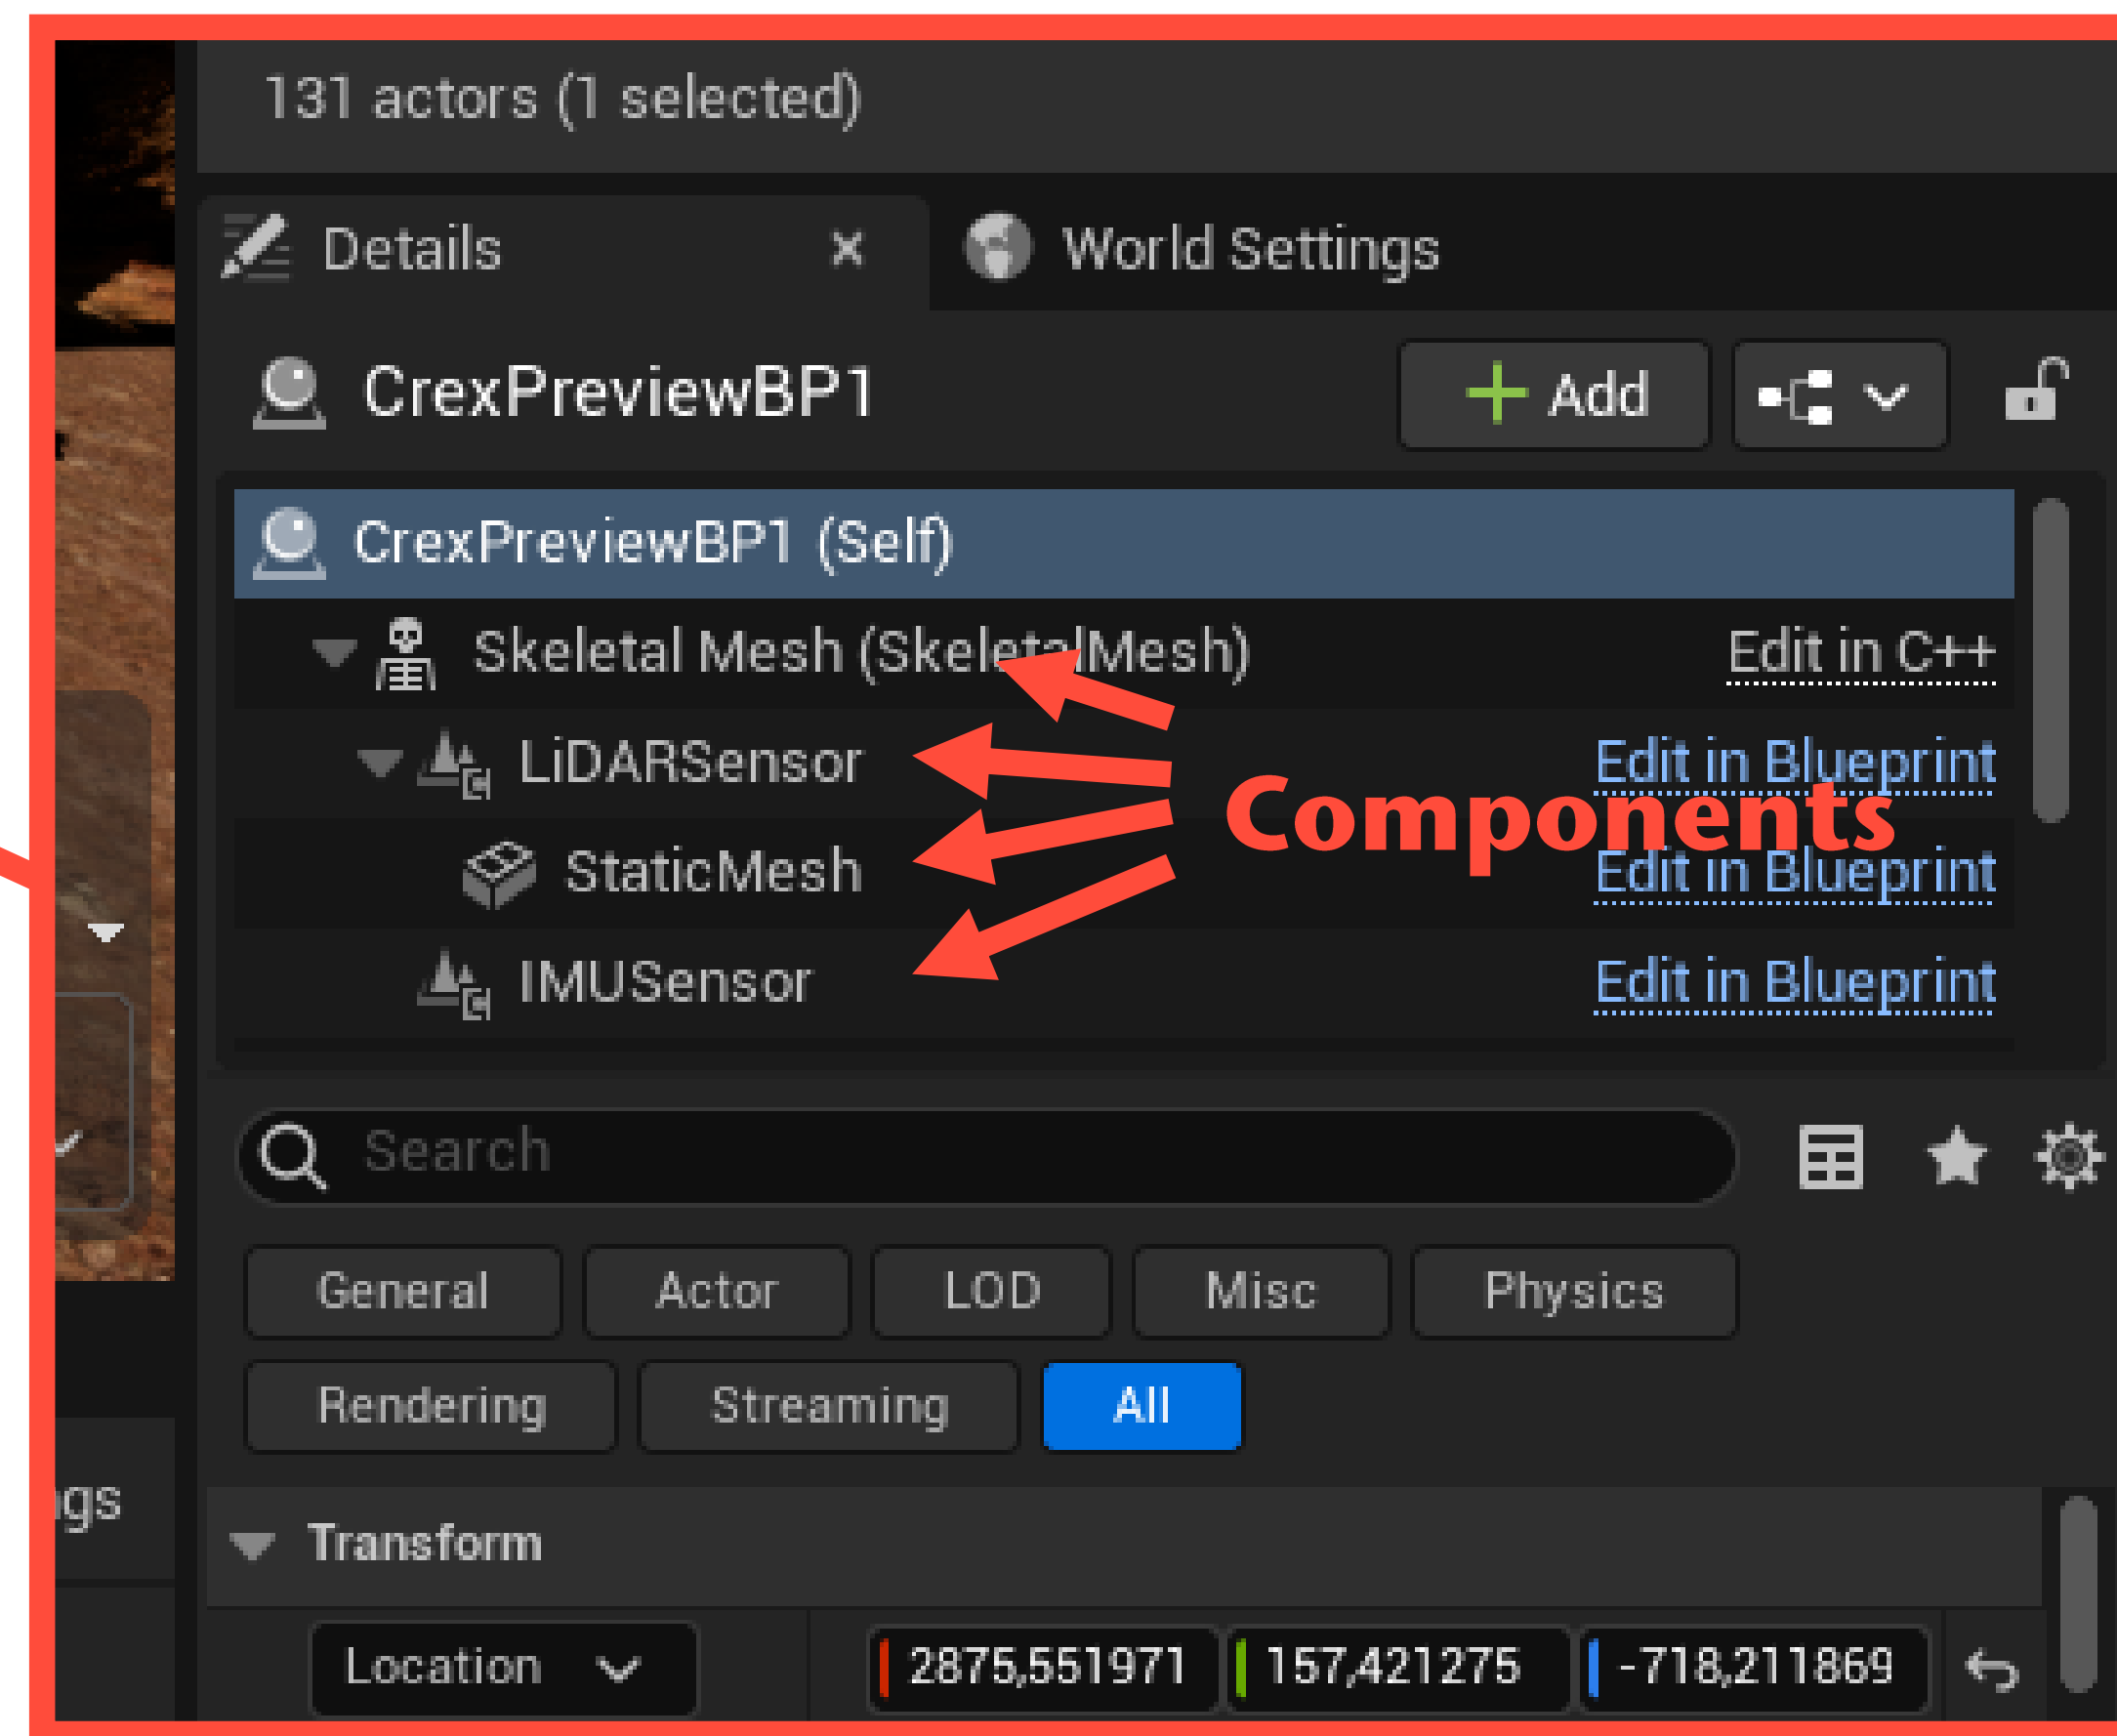 131 actors (1 selected)
Details
World Settings
CrexPreviewBP1
Add
CrexPreviewBP1 (Self)
Skeletal Mesh (SkeletalMesh) Edit in C++
LiDARSensor Edit in Blueprint
Components
StaticMesh Edit in Blueprint
IMUSensor Edit in Blueprint
Search
General Actor LOD Misc Physics
Rendering Streaming All
ngs
Transform
Location 2875,551971 157,421275 -718,211869